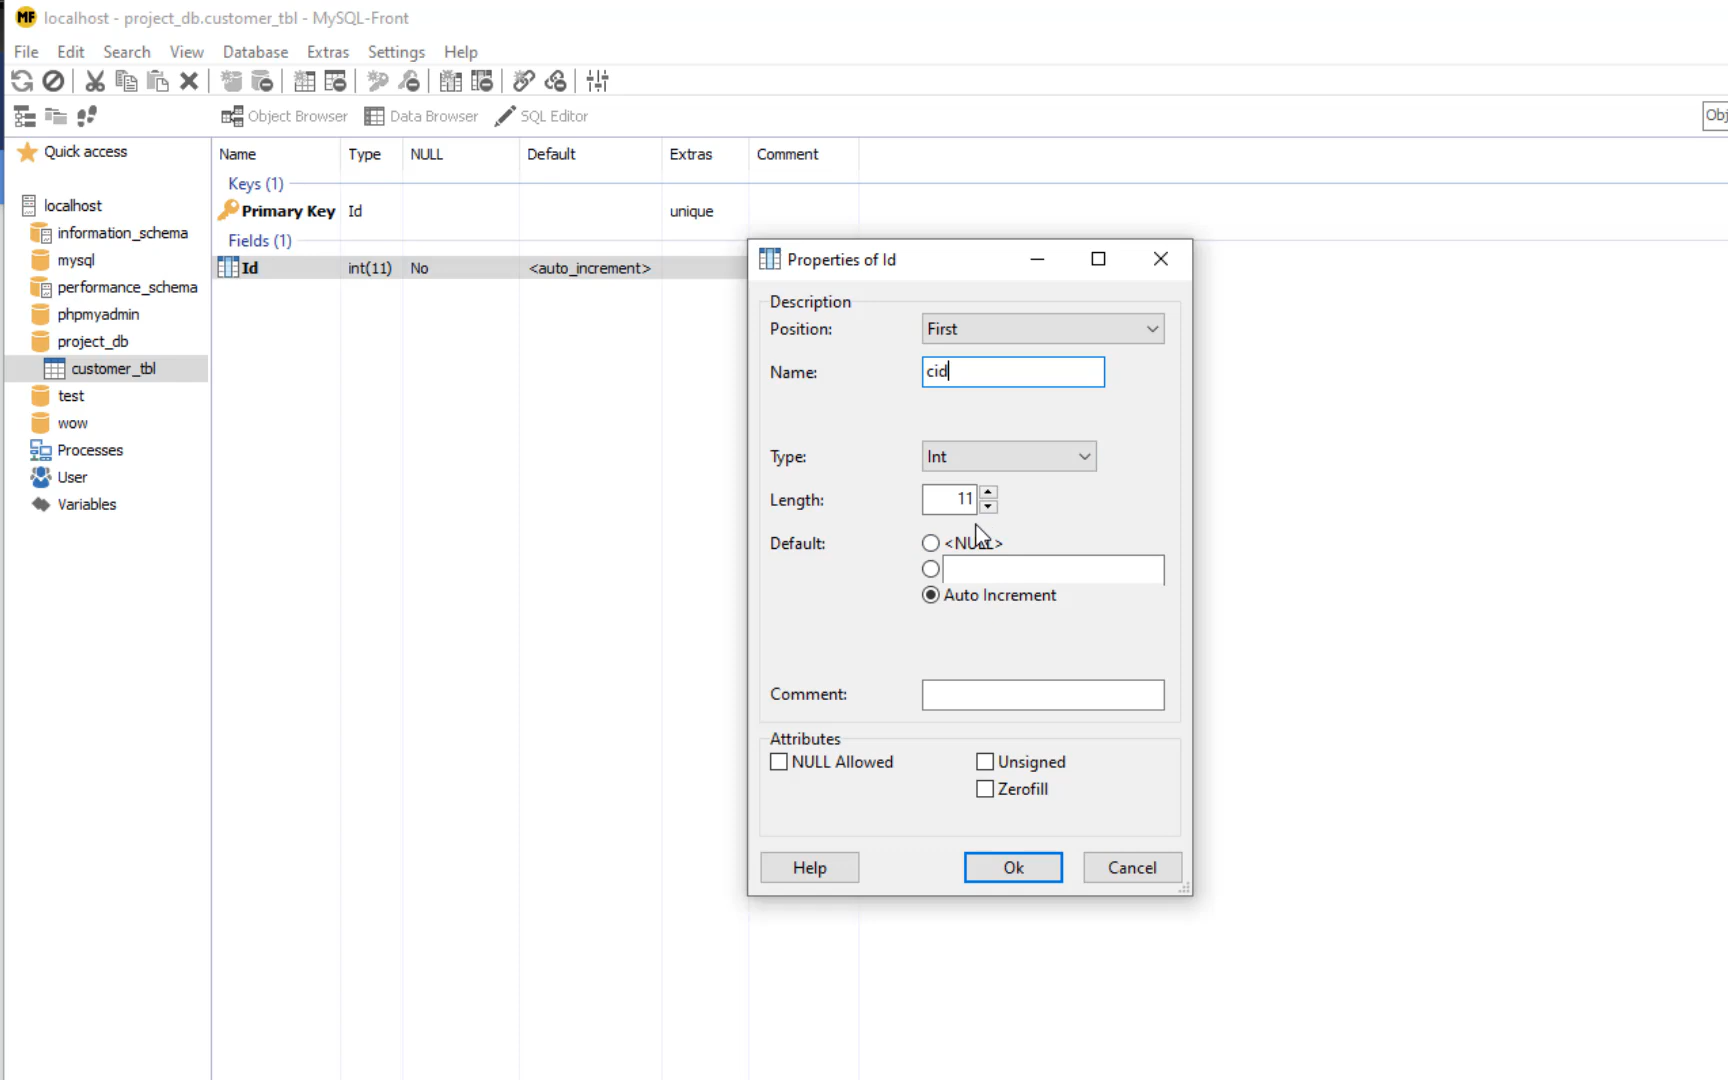 MF localhost - project_db.customer_tbl - MySQL-Front
File Edit Search View Database Extras Settings Help
Object Browser Data Browser SQL Editor Obj
Quick access
localhost
information_schema
mysql
performance_schema
phpmyadmin
project_db
customer_tbl
test
wow
Processes
User
Variables
Name Type NULL Default Extras Comment
Keys (1)
Primary Key Id unique
Fields (1)
Id int(11) No <auto_increment>
Properties of Id
Description
Position: First
Name: cid
Type: Int
Length: 11
Default: <NULL>
Auto Increment
Comment:
Attributes
NULL Allowed Unsigned
Zerofill
Help Ok Cancel